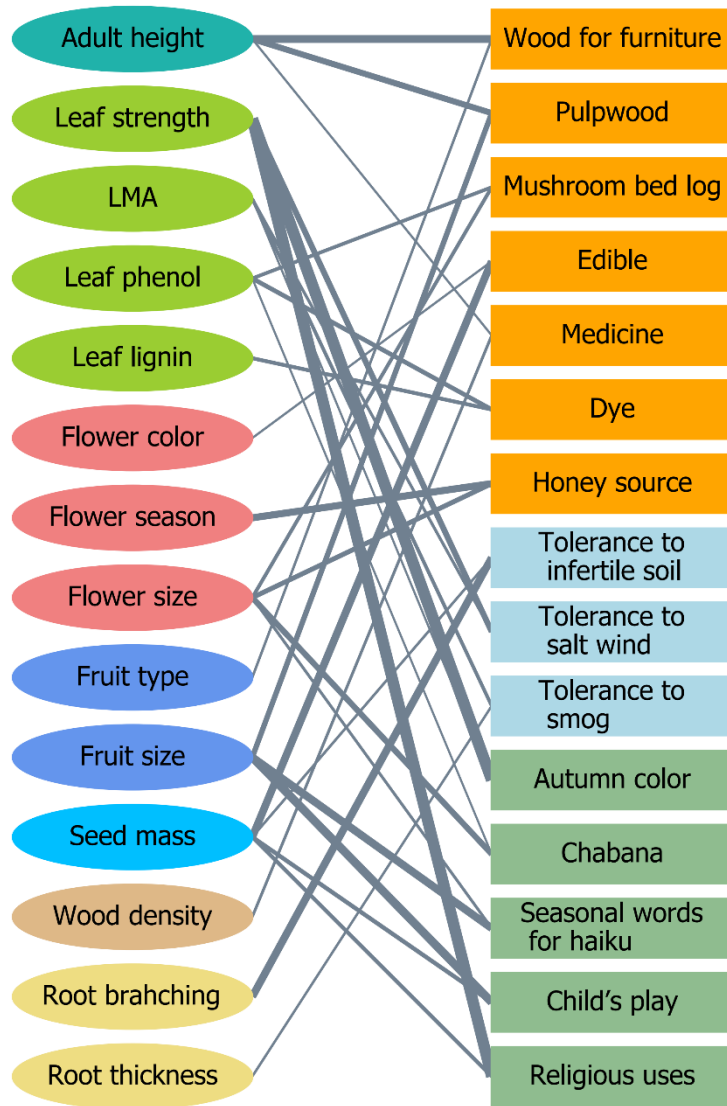 Adult height
Leaf strength
LMA
Leaf phenol
Leaf lignin
Flower color
Flower season
Flower size
Fruit type
Fruit size
Seed mass
Wood density
Root brahching
Root thickness
Wood for furniture
Pulpwood
Mushroom bed log
Edible
Medicine
Dye
Honey source
Tolerance to
infertile soil
Tolerance to
salt wind
Tolerance to
smog
Autumn color
Chabana
Seasonal words
for haiku
Child’s play
Religious uses